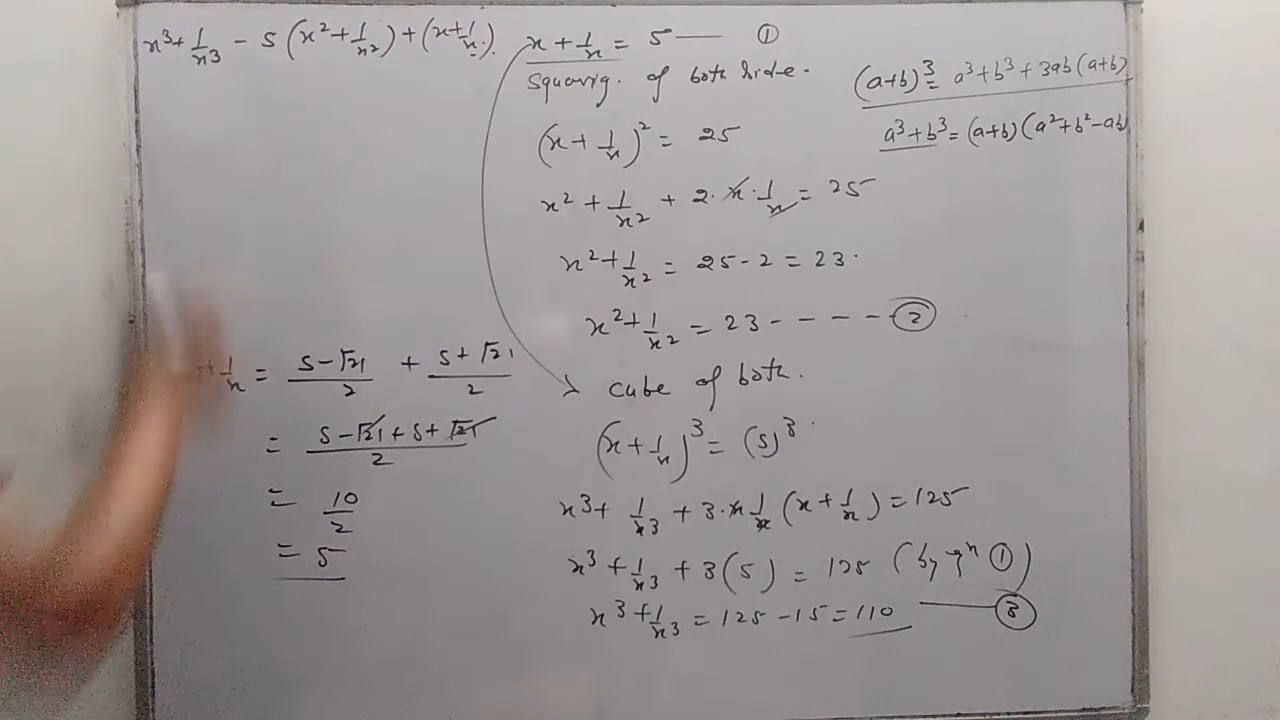 x³+1/x³ - 5(x²+1/x²)+(x+1/x).
x+1/x = 5 — ①
Squarig. of both side.
(x+1/x)² = 25
x²+1/x² + 2.x.1/x = 25
x²+1/x² = 25-2 = 23.
x²+1/x² = 23 - - - - - ②
cube of both.
(x+1/x)³ = (5)³.
x³+ 1/x³ + 3.x 1/x (x+1/x) = 125
x³+1/x³ + 3(5) = 125 (by eqⁿ ①)
x³+1/x³ = 125-15 = 110 — ③
(a+b)³ = a³+b³+3ab(a+b)
a³+b³ = (a+b)(a²+b²-ab
+1/x = (5-√21)/2 + (5+√21)/2
= (5-√21+5+√21)/2
= 10/2
= 5